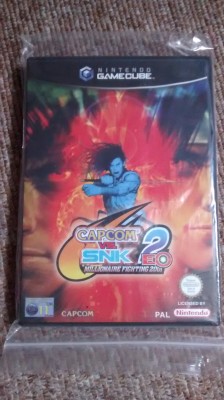 NINTENDO
GAMECUBE
CAPCOM
VS.
SNK 2
EO
MILLIONAIRE FIGHTING 2001
CAPCOM
PAL
LICENSED BY
Nintendo